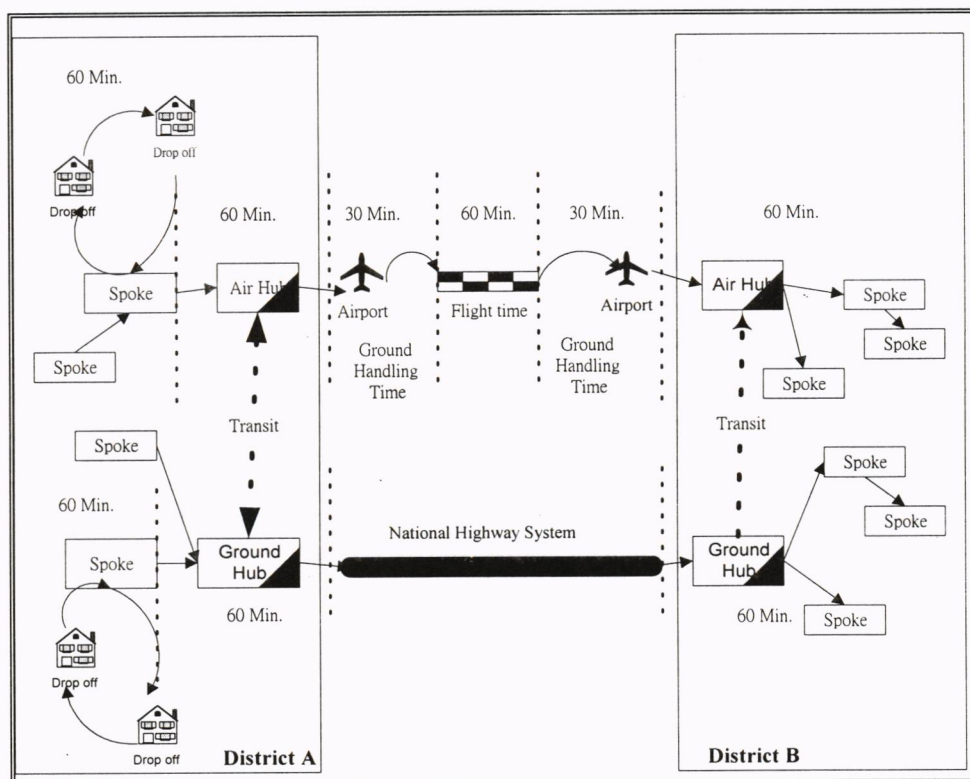 60 Min.
Drop off
Drop off
60 Min.
30 Min.
60 Min.
30 Min.
60 Min.
Spoke
Air Hub
Airport
Flight time
Airport
Air Hub
Spoke
Spoke
Spoke
Spoke
Ground
Handling
Time
Ground
Handling
Time
Transit
Transit
Spoke
Spoke
60 Min.
National Highway System
Spoke
Spoke
Ground
Hub
Ground
Hub
60 Min.
60 Min.
Spoke
Drop off
Drop off
District A
District B